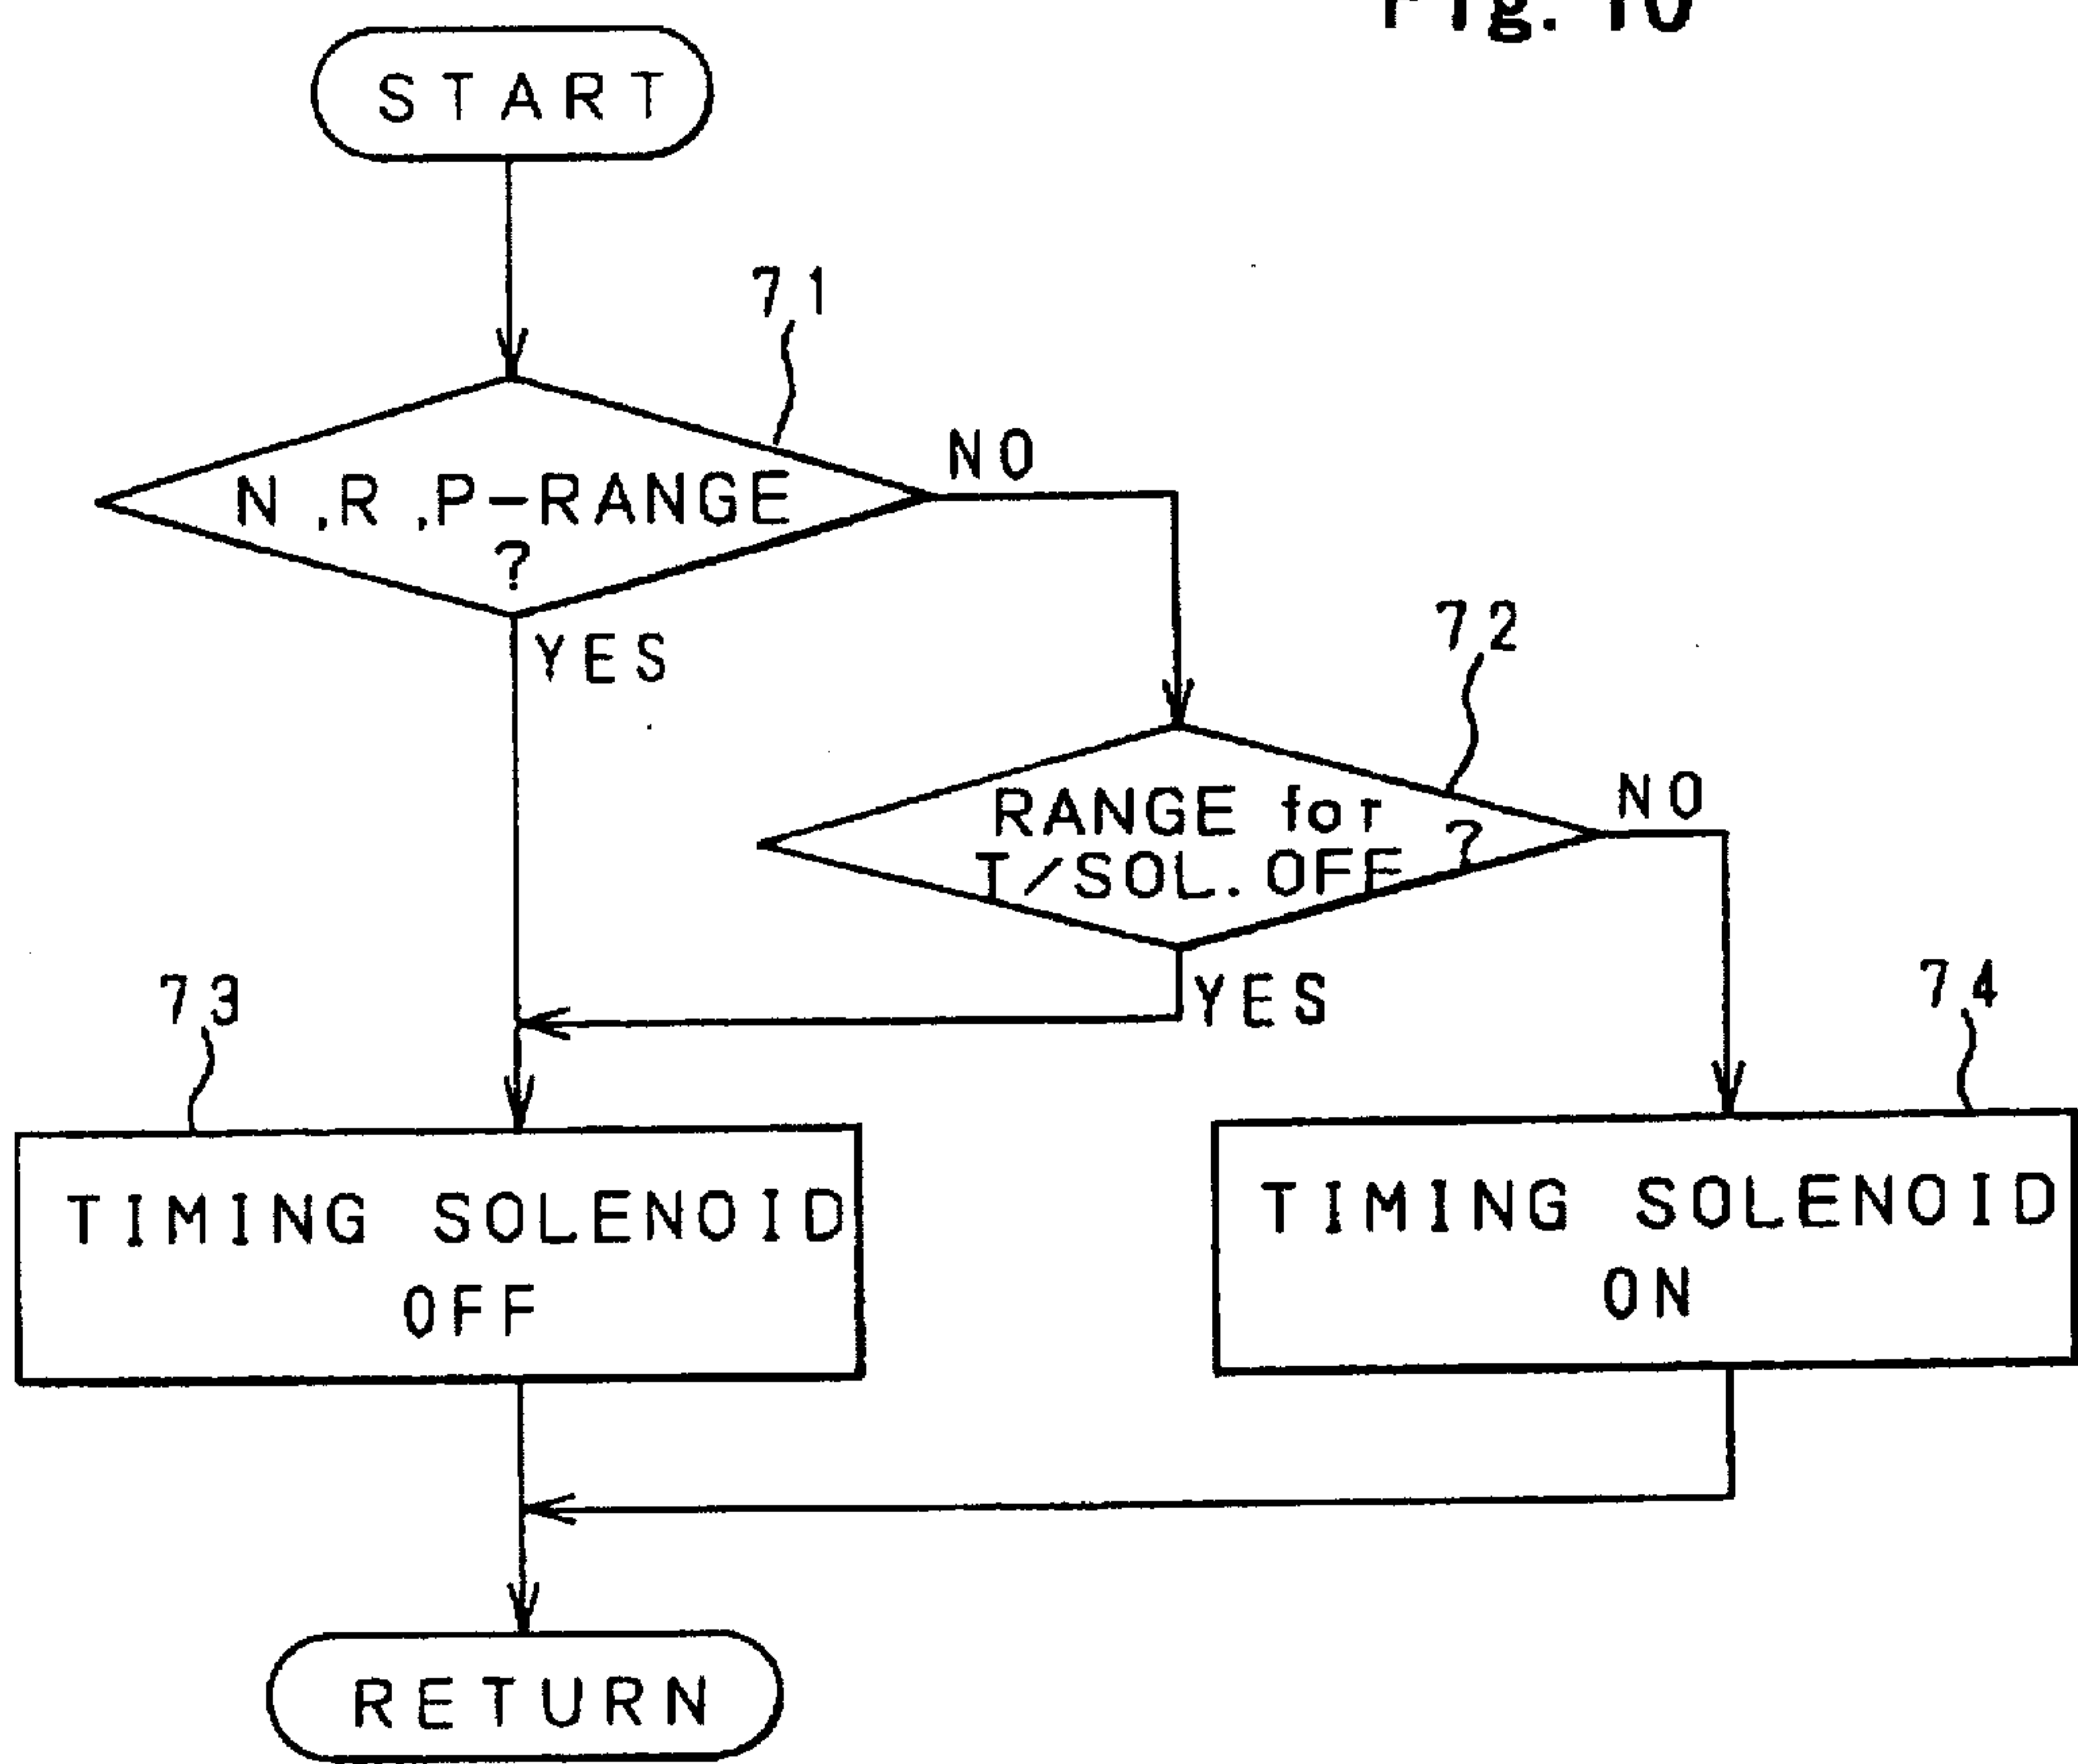 Fig. 10
START
71
NO
N,R,P-RANGE
?
YES
72
RANGE for
T/SOL.OFF ?
NO
YES
73
74
TIMING SOLENOID
OFF
TIMING SOLENOID
ON
RETURN